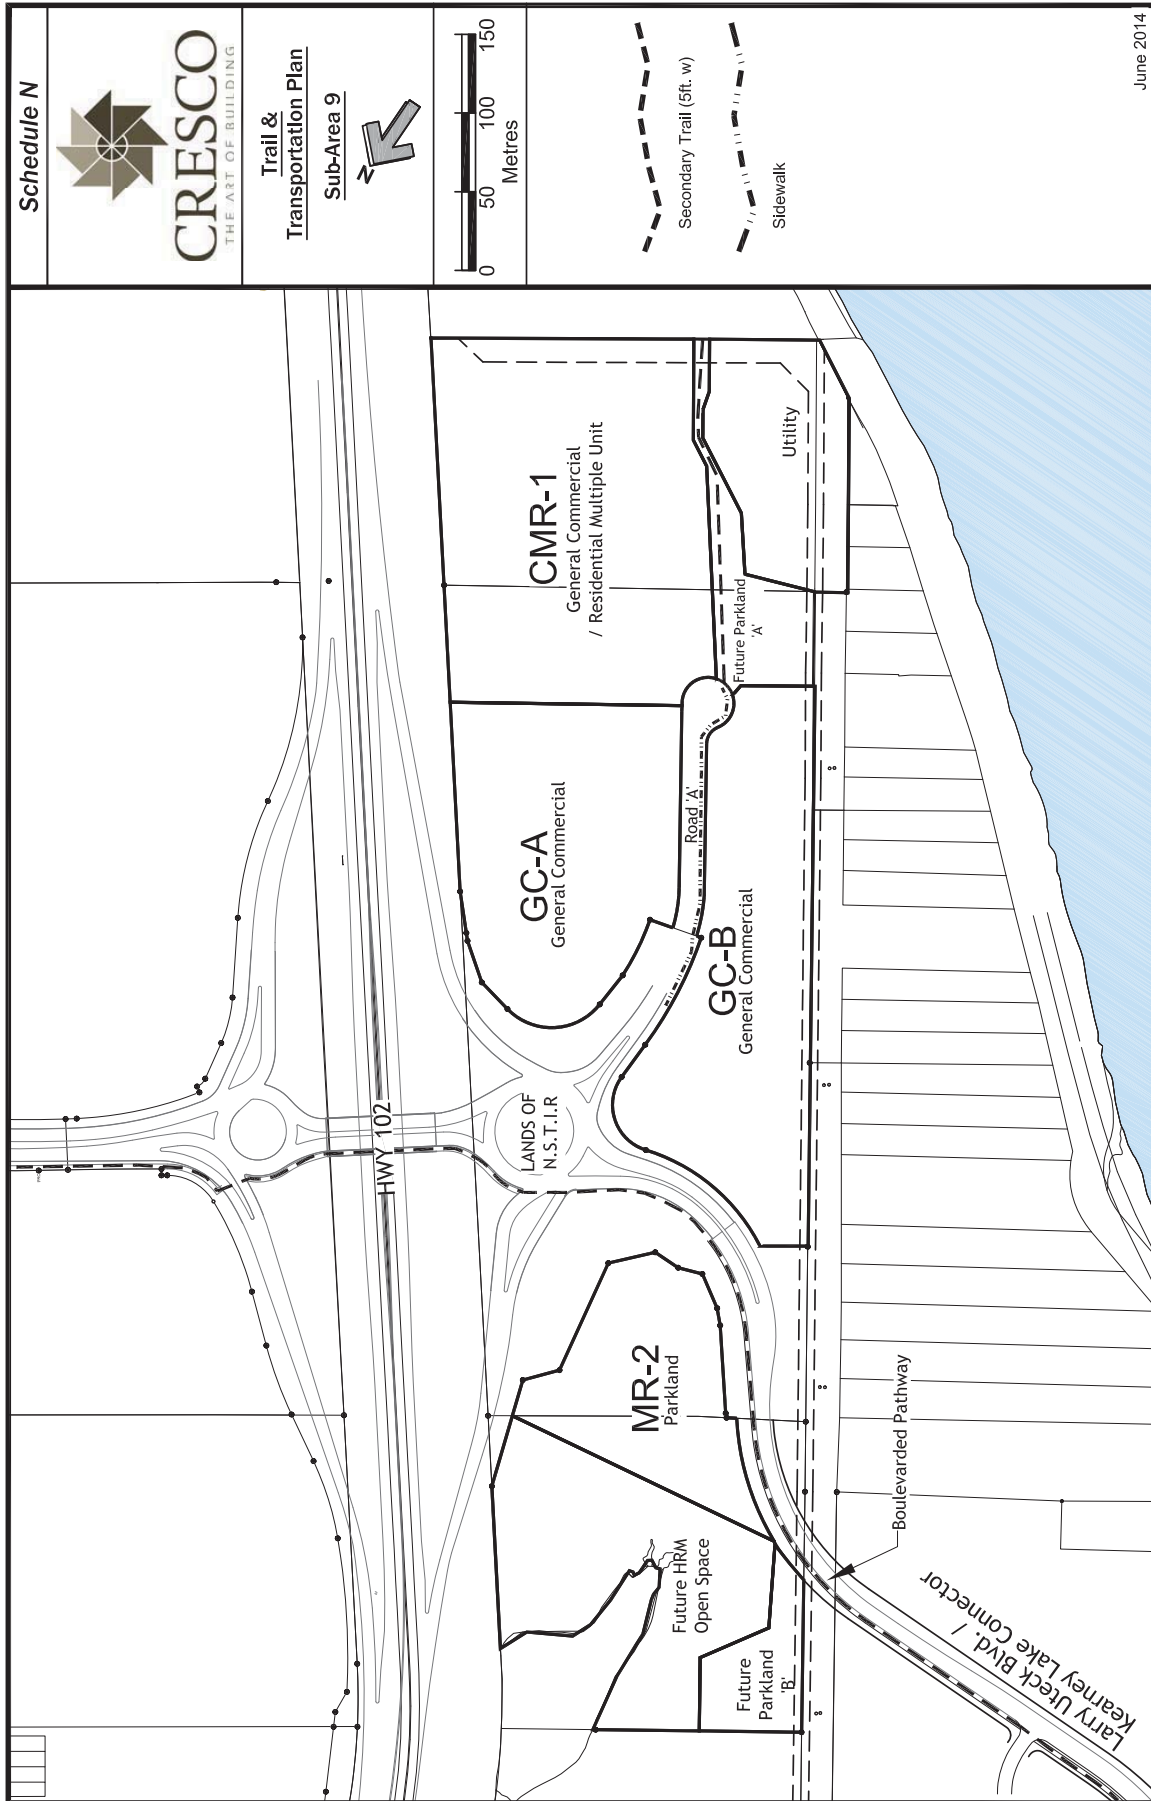 Schedule N
CRESCO
THE ART OF BUILDING
Trail &
Transportation Plan
Sub-Area 9
N
0 50 100 150
Metres
Secondary Trail (5ft. w)
Sidewalk
June 2014
HWY 102
LANDS OF
N.S.T.I.R
CMR-1
General Commercial
/ Residential Multiple Unit
GC-A
General Commercial
Road 'A'
GC-B
General Commercial
Future Parkland
'A'
Utility
MR-2
Parkland
Future HRM
Open Space
Future
Parkland
'B'
Boulevarded Pathway
Larry Uteck Blvd. /
Kearney Lake Connector